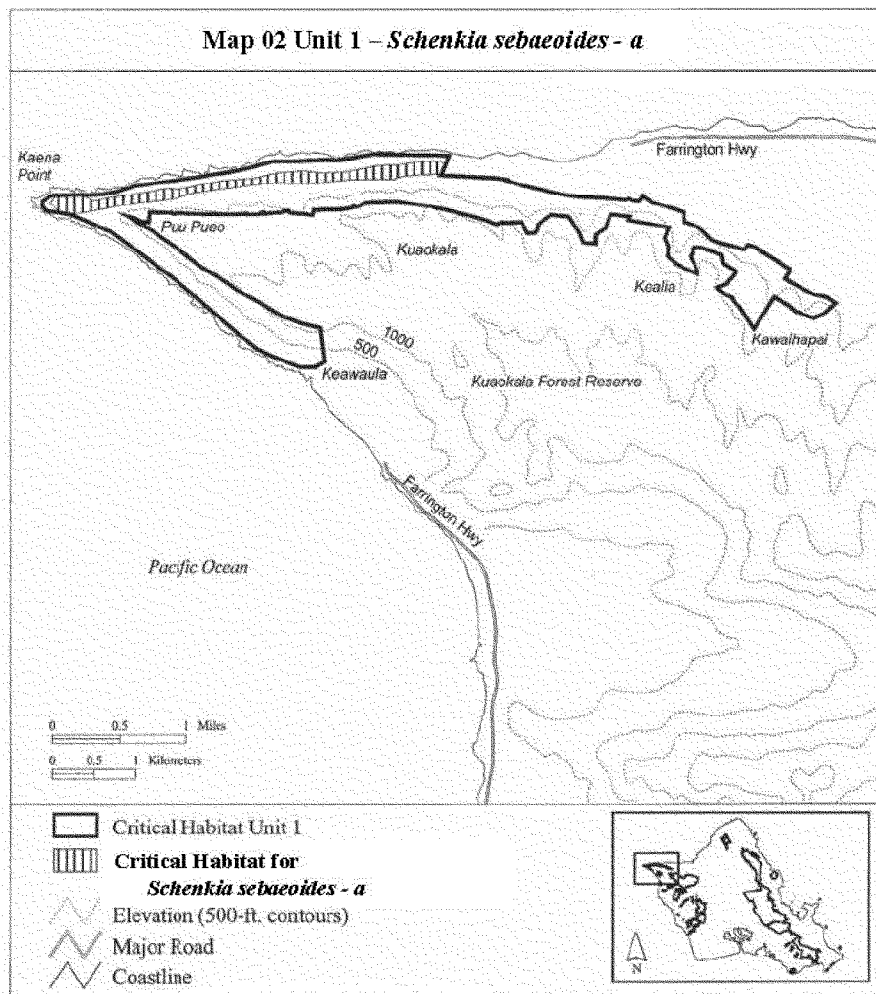 Map 02 Unit 1 – Schenkia sebaeoides - a
Kaena
Point
Farrington Hwy
Puu Pueo
Kuaokala
Kealia
Kawaihapai
1000
500
Keawaula
Kuaokala Forest Reserve
Farrington Hwy
Pacific Ocean
0 0.5 1 Miles
0 0.5 1 Kilometers
Critical Habitat Unit 1
Critical Habitat for
Schenkia sebaeoides - a
Elevation (500-ft. contours)
Major Road
Coastline
N